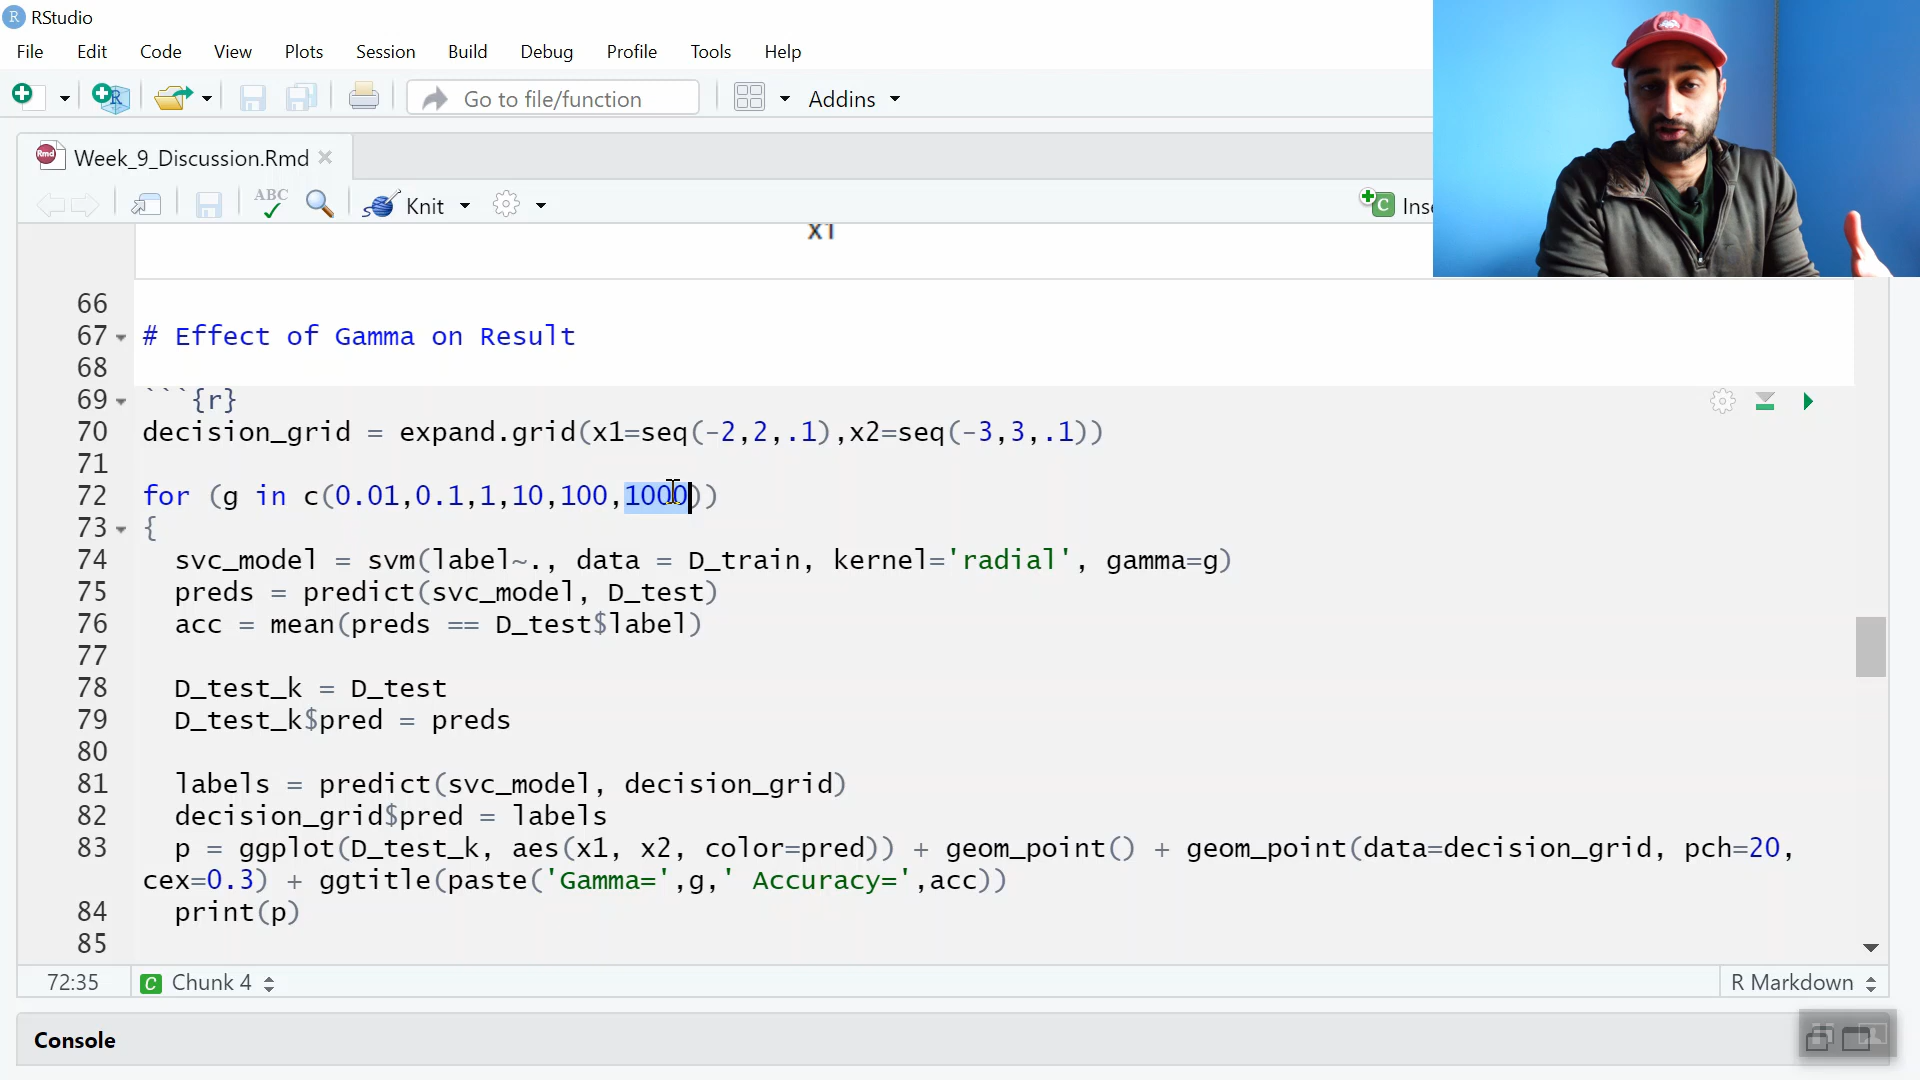 RStudio
File Edit Code View Plots Session Build Debug Profile Tools Help
Go to file/function Addins
Week_9_Discussion.Rmd
ABC Knit
x1
66
67 # Effect of Gamma on Result
68
69 ```{r}
70 decision_grid = expand.grid(x1=seq(-2,2,.1),x2=seq(-3,3,.1))
71
72 for (g in c(0.01,0.1,1,10,100,1000))
73 {
74 svc_model = svm(label~., data = D_train, kernel='radial', gamma=g)
75 preds = predict(svc_model, D_test)
76 acc = mean(preds == D_test$label)
77
78 D_test_k = D_test
79 D_test_k$pred = preds
80
81 labels = predict(svc_model, decision_grid)
82 decision_grid$pred = labels
83 p = ggplot(D_test_k, aes(x1, x2, color=pred)) + geom_point() + geom_point(data=decision_grid, pch=20,
cex=0.3) + ggtitle(paste('Gamma=',g,' Accuracy=',acc))
84 print(p)
85
72:35 C Chunk 4 R Markdown
Console